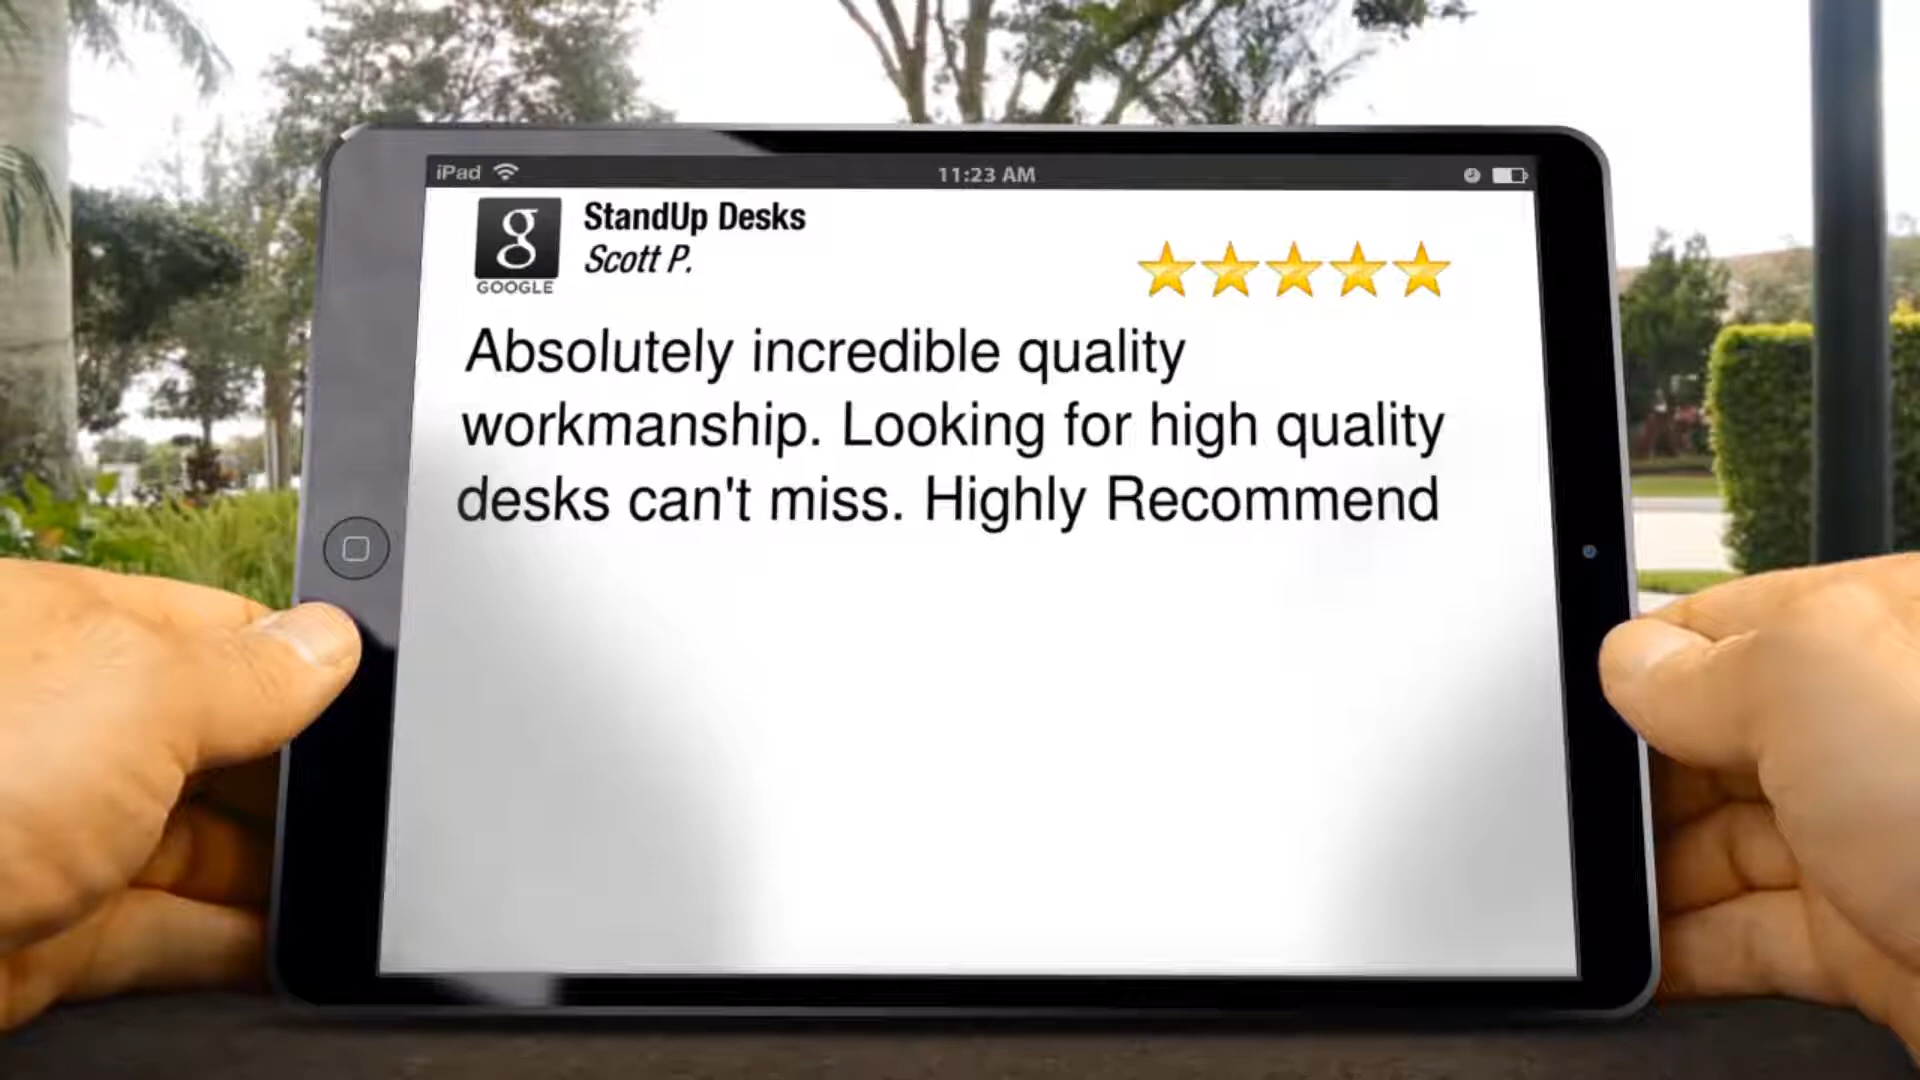 iPad
11:23 AM
g
GOOGLE
StandUp Desks
Scott P.
Absolutely incredible quality
workmanship. Looking for high quality
desks can't miss. Highly Recommend